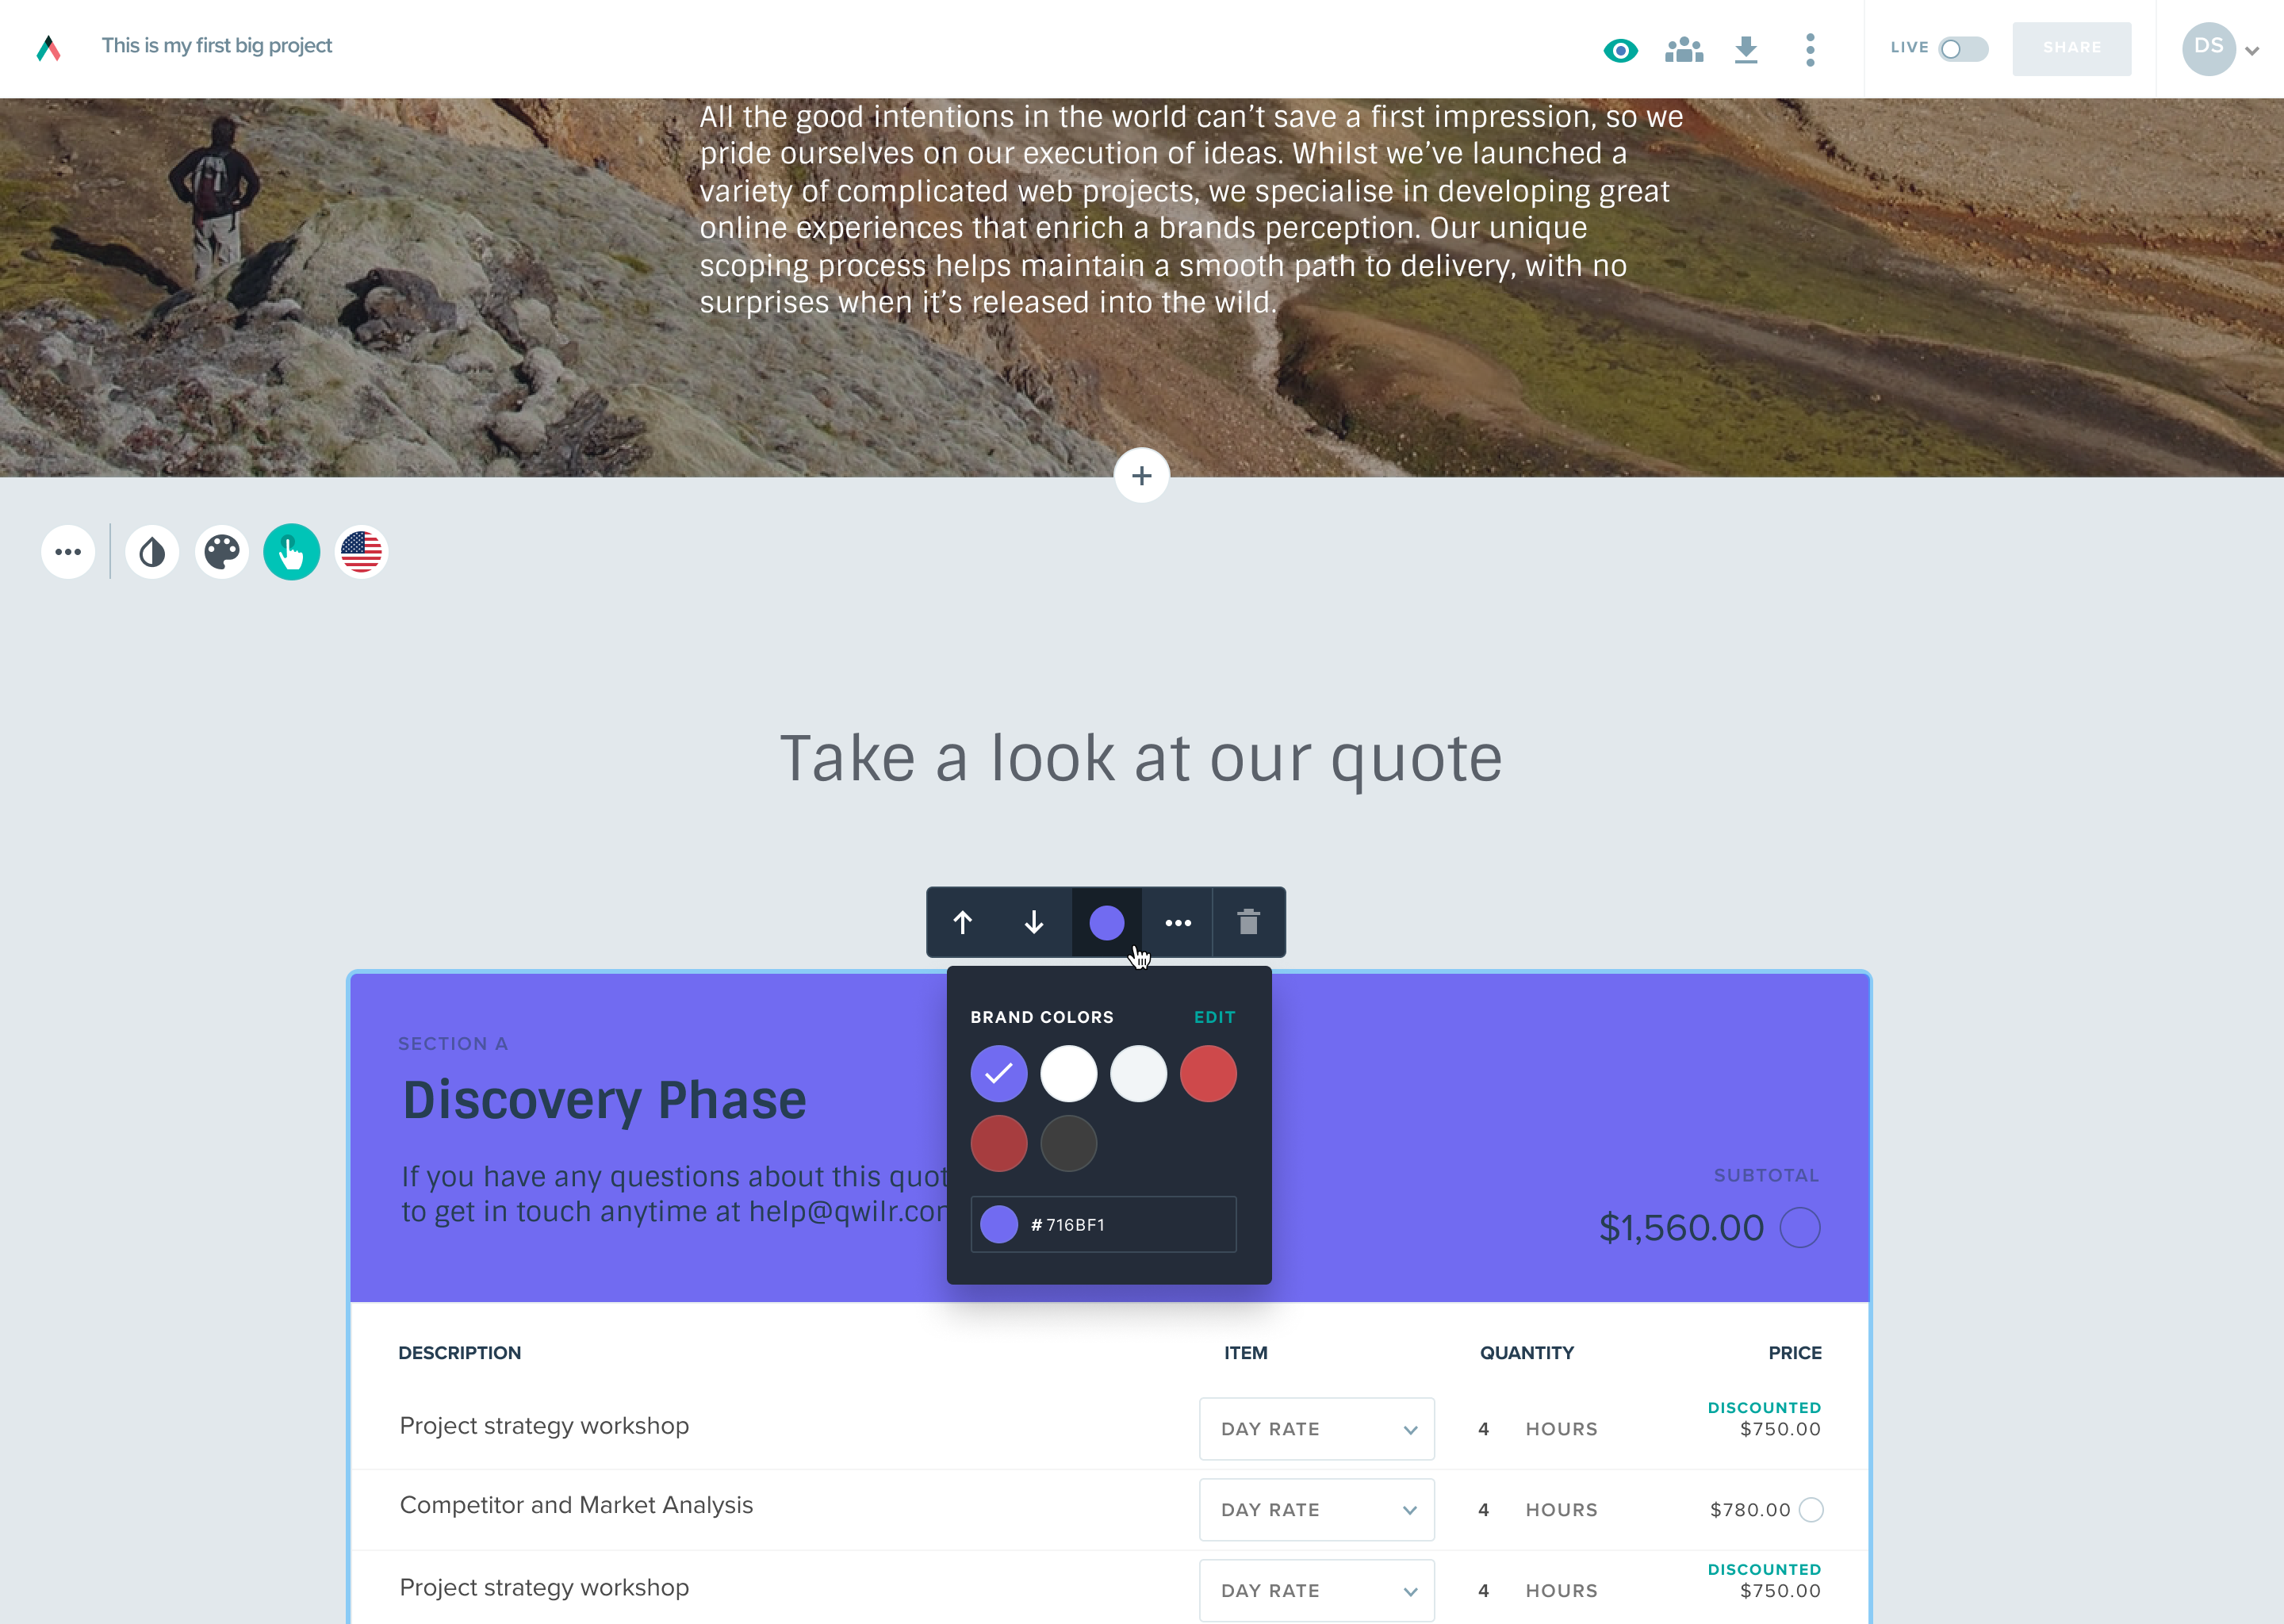 This is my first big project
LIVE
SHARE
DS
All the good intentions in the world can’t save a first impression, so we
pride ourselves on our execution of ideas. Whilst we’ve launched a
variety of complicated web projects, we specialise in developing great
online experiences that enrich a brands perception. Our unique
scoping process helps maintain a smooth path to delivery, with no
surprises when it’s released into the wild.
Take a look at our quote
BRAND COLORS
EDIT
# 716BF1
SECTION A
Discovery Phase
If you have any questions about this quot
to get in touch anytime at help@qwilr.com
SUBTOTAL
$1,560.00
DESCRIPTION ITEM QUANTITY PRICE
DISCOUNTED
Project strategy workshop DAY RATE 4 HOURS $750.00
Competitor and Market Analysis DAY RATE 4 HOURS $780.00
DISCOUNTED
Project strategy workshop DAY RATE 4 HOURS $750.00